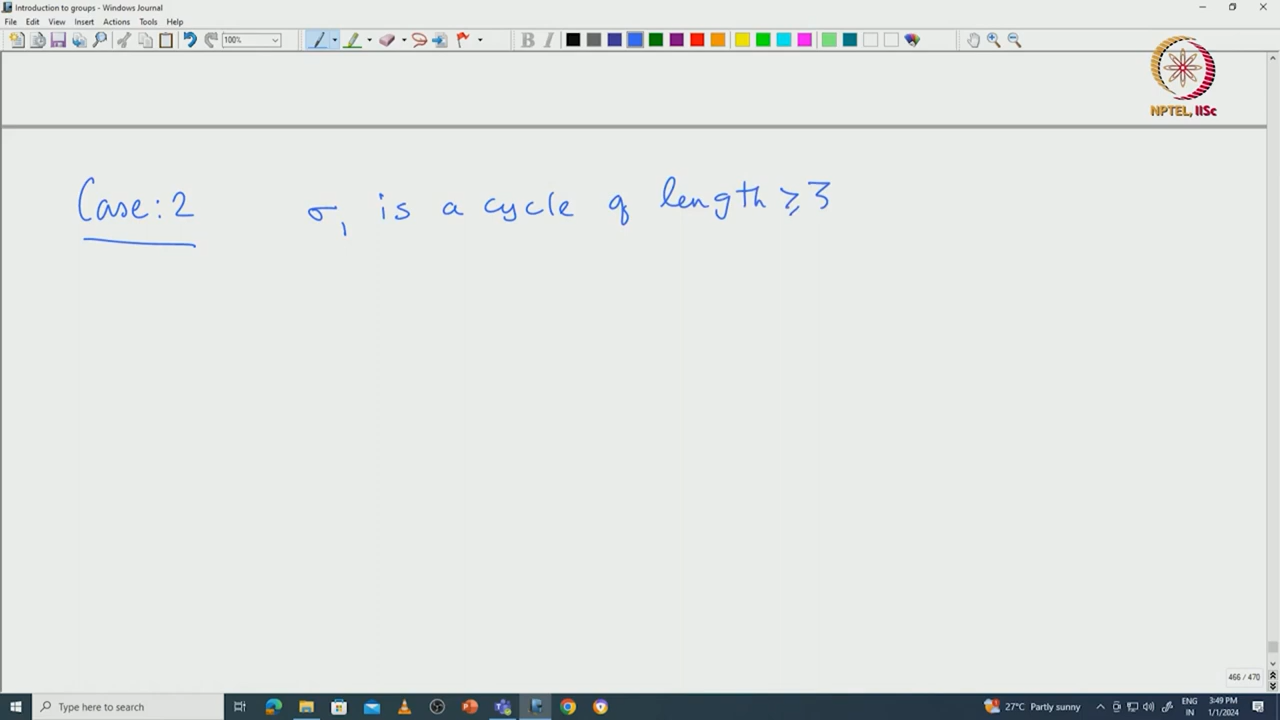 Introduction to groups - Windows Journal
File Edit View Insert Actions Tools Help
100%
B I
NPTEL, IISc
Case: 2 σ₁ is a cycle of length ⩾ 3
466 / 470
Type here to search
27°C Partly sunny
ENG
IN
3:49 PM
1/1/2024